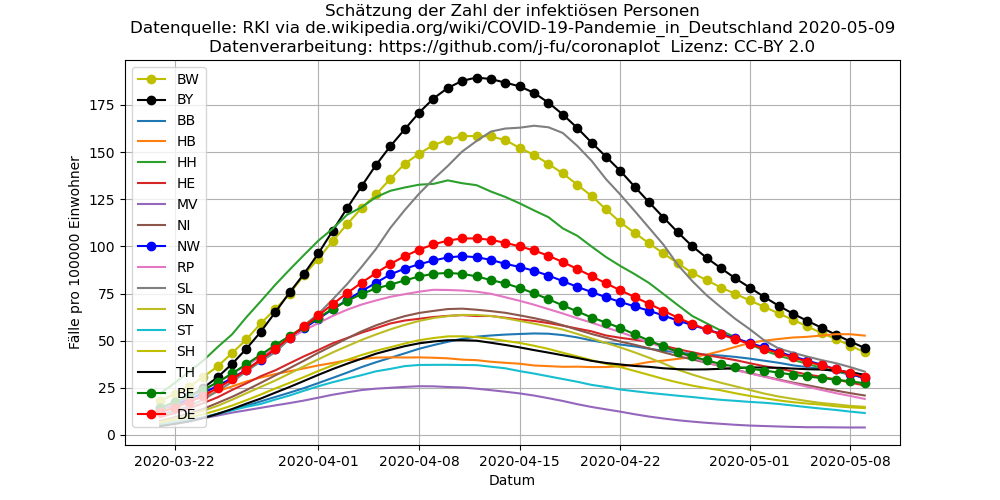 Schätzung der Zahl der infektiösen Personen
Datenquelle: RKI via de.wikipedia.org/wiki/COVID-19-Pandemie_in_Deutschland 2020-05-09
Datenverarbeitung: https://github.com/j-fu/coronaplot  Lizenz: CC-BY 2.0
Fälle pro 100000 Einwohner
175
150
125
100
75
50
25
0
BW
BY
BB
HB
HH
HE
MV
NI
NW
RP
SL
SN
ST
SH
TH
BE
DE
2020-03-22 2020-04-01 2020-04-08 2020-04-15 2020-04-22 2020-05-01 2020-05-08
Datum